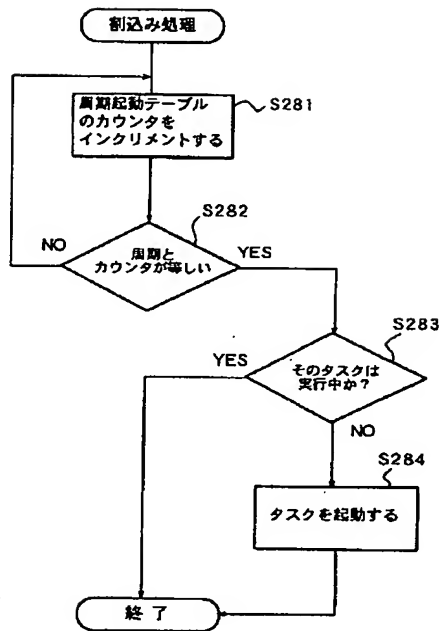 割込み処理
周期起動テーブル
のカウンタを
インクリメントする
S281
S282
周期と
カウンタが等しい
NO
YES
S283
そのタスクは
実行中か？
YES
NO
S284
タスクを起動する
終了